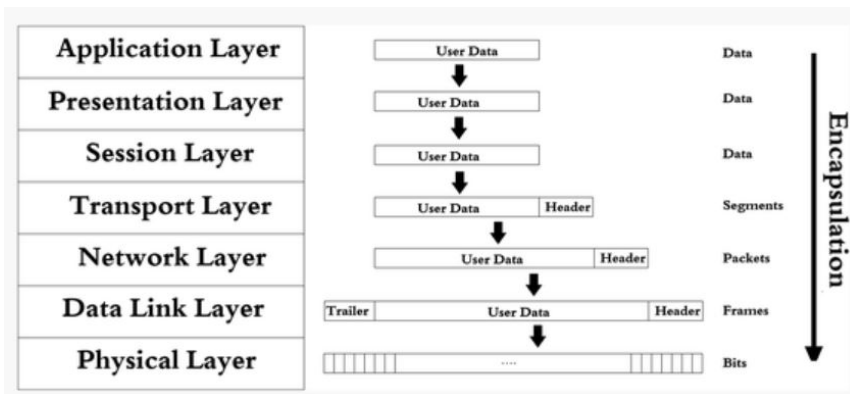 Application Layer
User Data
Data
Presentation Layer
User Data
Data
Session Layer
User Data
Data
Transport Layer
User Data
Header
Segments
Network Layer
User Data
Header
Packets
Data Link Layer
Trailer
User Data
Header
Frames
Physical Layer
....
Bits
Encapsulation